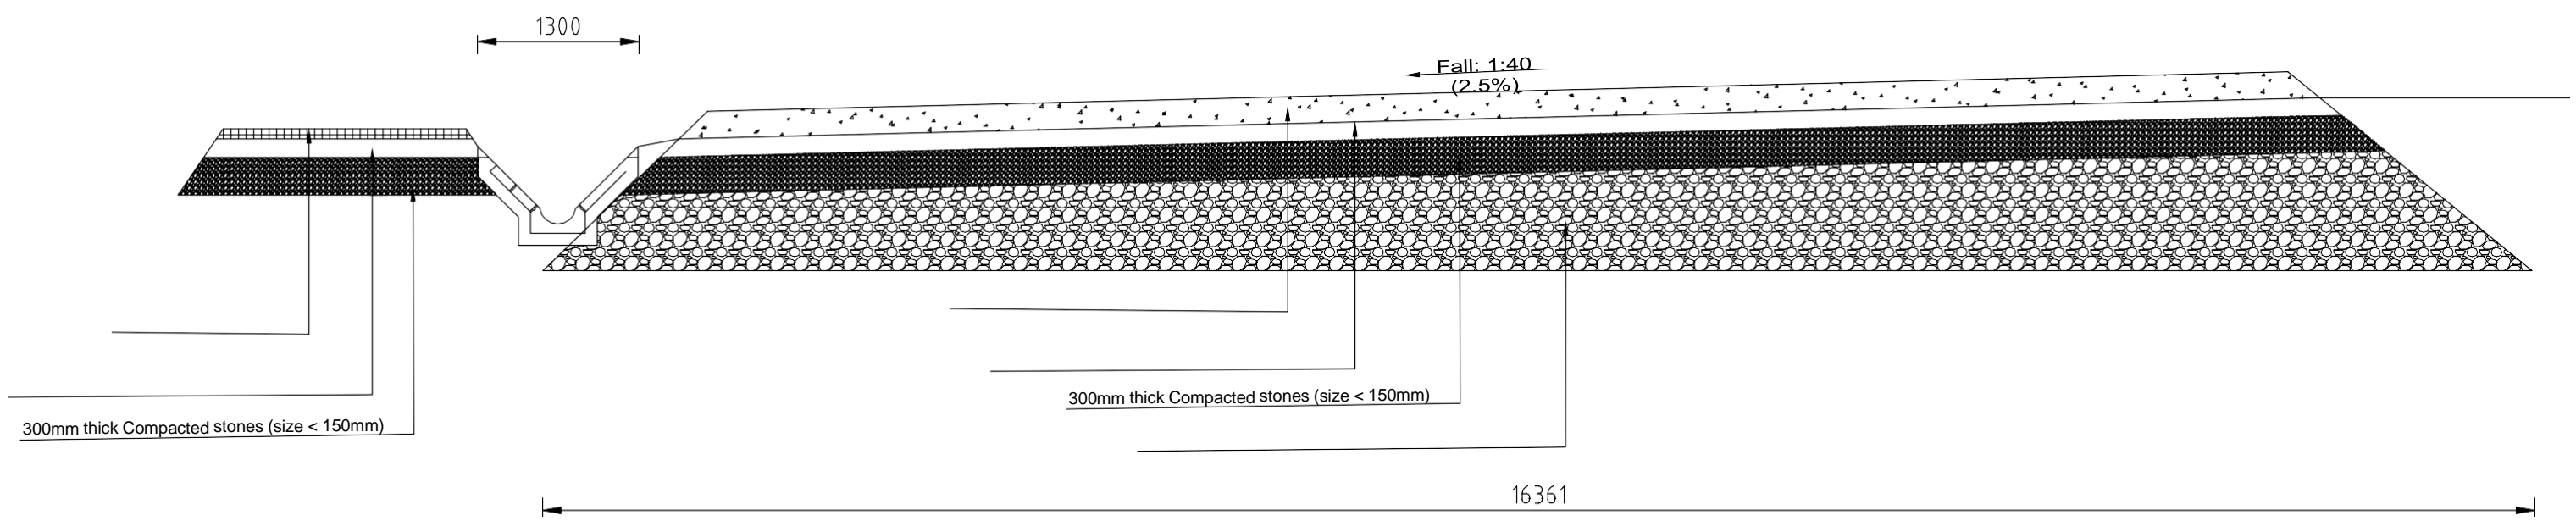 1300
Fall: 1:40
(2.5%)
300mm thick Compacted stones (size < 150mm)
300mm thick Compacted stones (size < 150mm)
16361